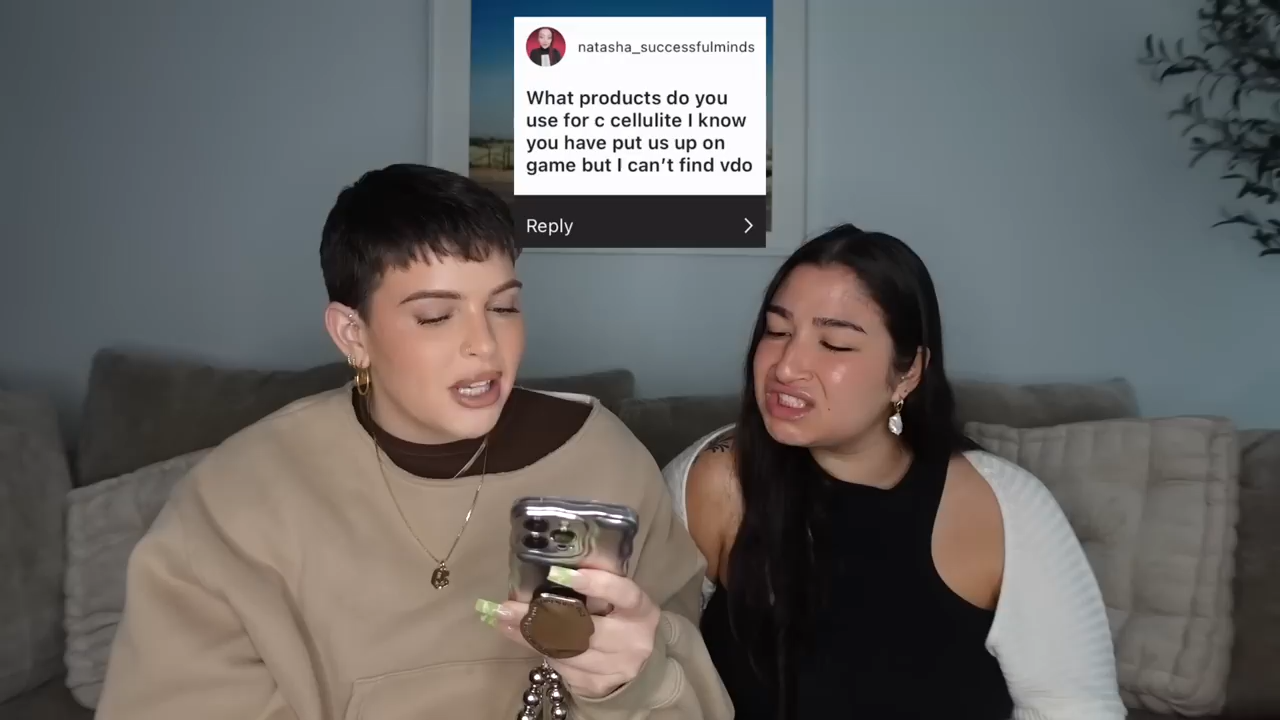 natasha_successfulminds
What products do you
use for c cellulite I know
you have put us up on
game but I can't find vdo
Reply